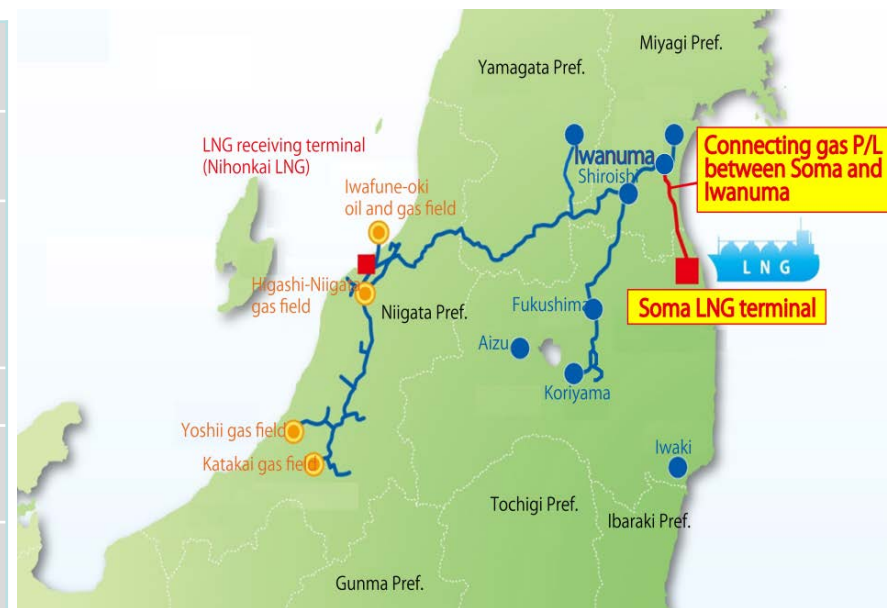 Miyagi Pref.
Yamagata Pref.
LNG receiving terminal
(Nihonkai LNG)
Iwafune-oki
oil and gas field
Iwanuma
Shiroishi
Connecting gas P/L
between Soma and
Iwanuma
LNG
Soma LNG terminal
Higashi-Niigata
gas field
Niigata Pref.
Fukushima
Aizu
Koriyama
Yoshii gas field
Katakai gas field
Iwaki
Tochigi Pref.
Ibaraki Pref.
Gunma Pref.